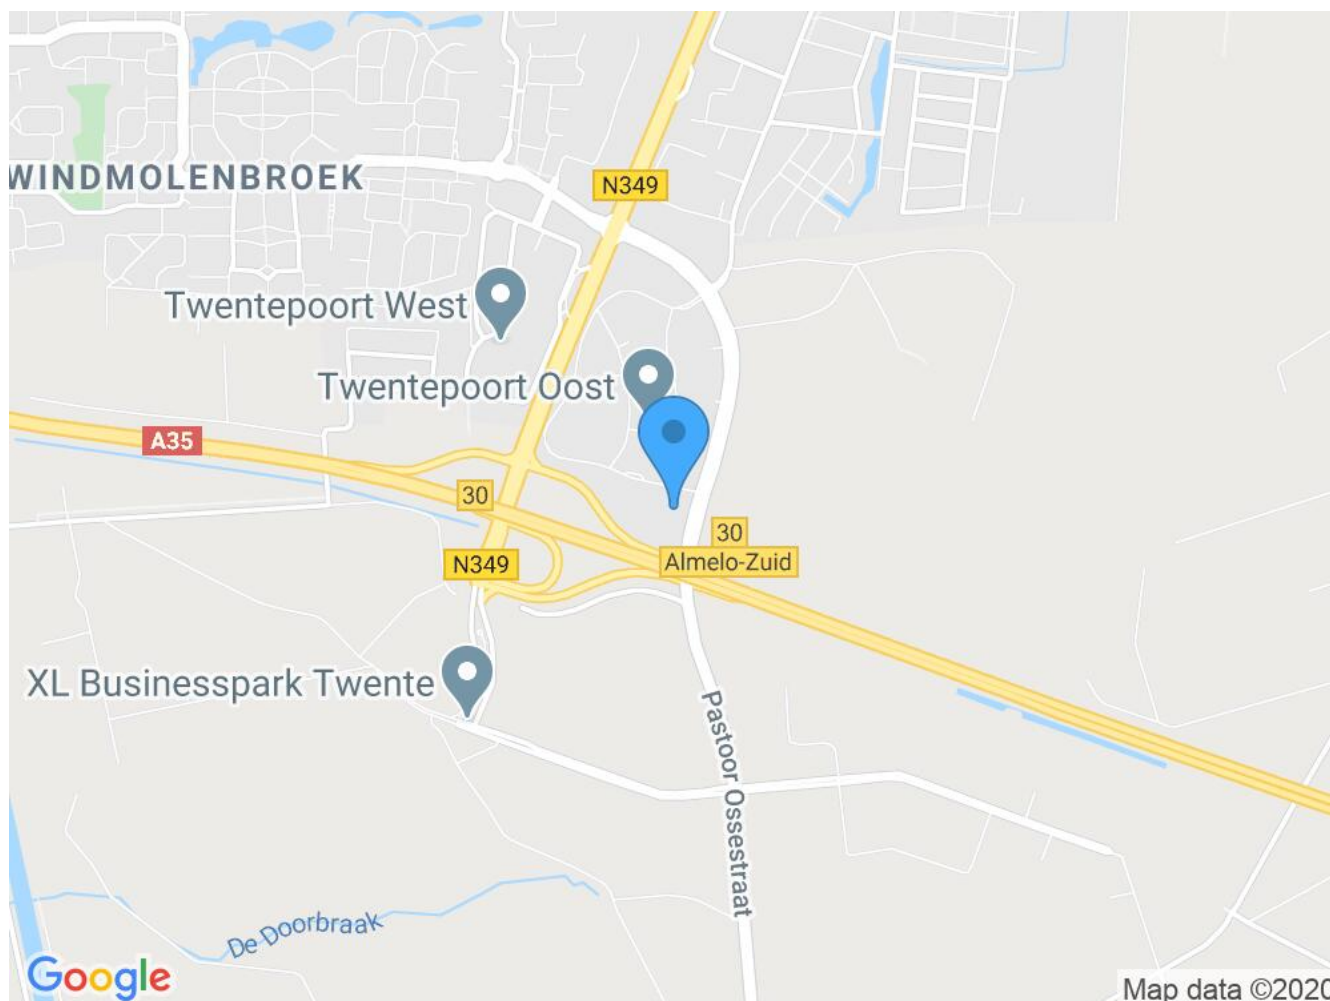 WINDMOLENBROEK
N349
Twentepoort West
Twentepoort Oost
A35
30
30
N349
Almelo-Zuid
XL Businesspark Twente
Pastoor Ossestraat
De Doorbraak
Google
Map data ©2020